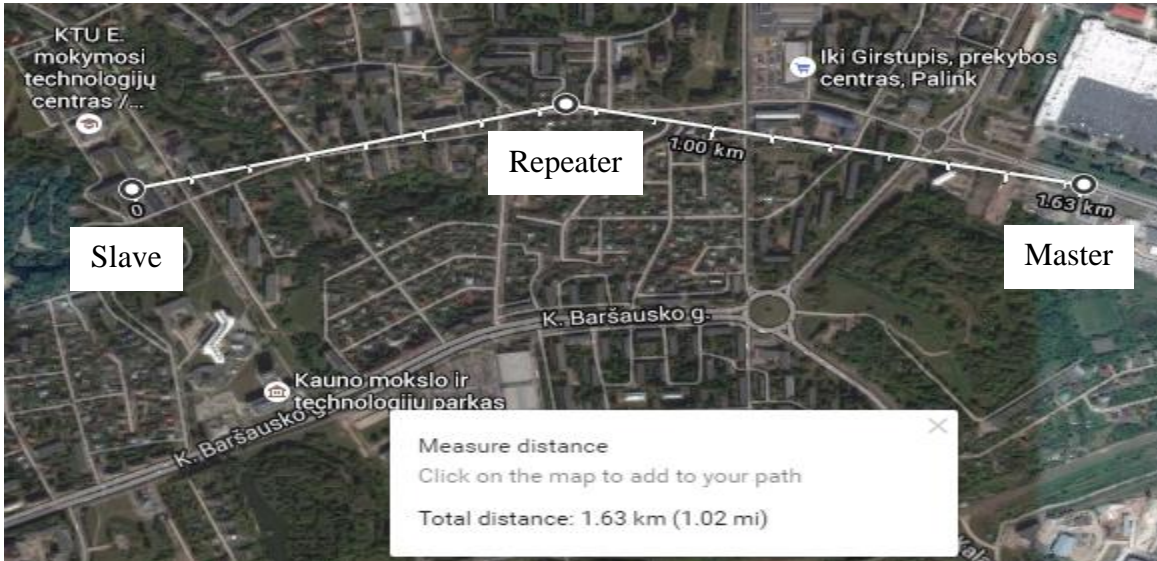 KTU E.
mokymosi
technologijų
centras /...
Iki Girstupis, prekybos
centras, Palink
Repeater
1.00 km
0
1.63 km
Slave
Master
K. Baršausko g.
Kauno mokslo ir
technologijų parkas
K. Baršausko g.
Measure distance
Click on the map to add to your path
Total distance: 1.63 km (1.02 mi)